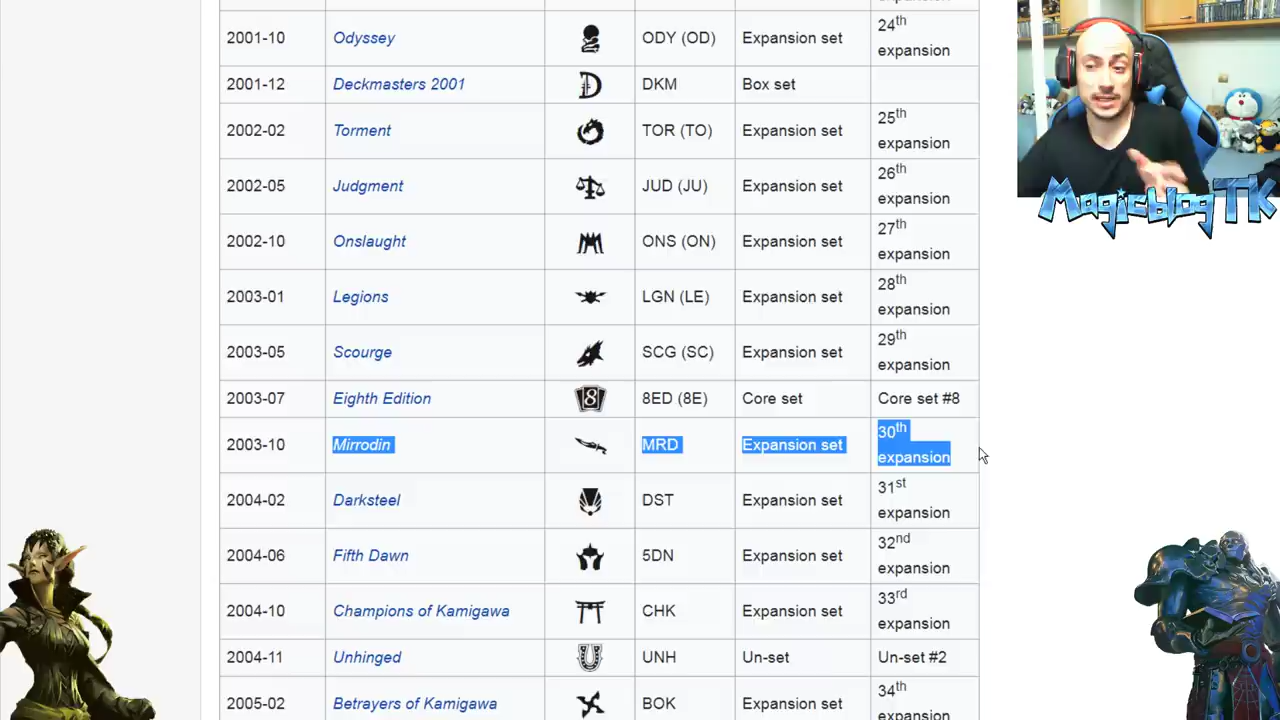 expansion
2001-10 Odyssey ODY (OD) Expansion set 24th
expansion
2001-12 Deckmasters 2001 DKM Box set
2002-02 Torment TOR (TO) Expansion set 25th
expansion
2002-05 Judgment JUD (JU) Expansion set 26th
expansion
2002-10 Onslaught ONS (ON) Expansion set 27th
expansion
2003-01 Legions LGN (LE) Expansion set 28th
expansion
2003-05 Scourge SCG (SC) Expansion set 29th
expansion
2003-07 Eighth Edition 8 8ED (8E) Core set Core set #8
2003-10 Mirrodin MRD Expansion set 30th
expansion
2004-02 Darksteel DST Expansion set 31st
expansion
2004-06 Fifth Dawn 5DN Expansion set 32nd
expansion
2004-10 Champions of Kamigawa CHK Expansion set 33rd
expansion
2004-11 Unhinged UNH Un-set Un-set #2
2005-02 Betrayers of Kamigawa BOK Expansion set 34th
expansion
MagicblogTK